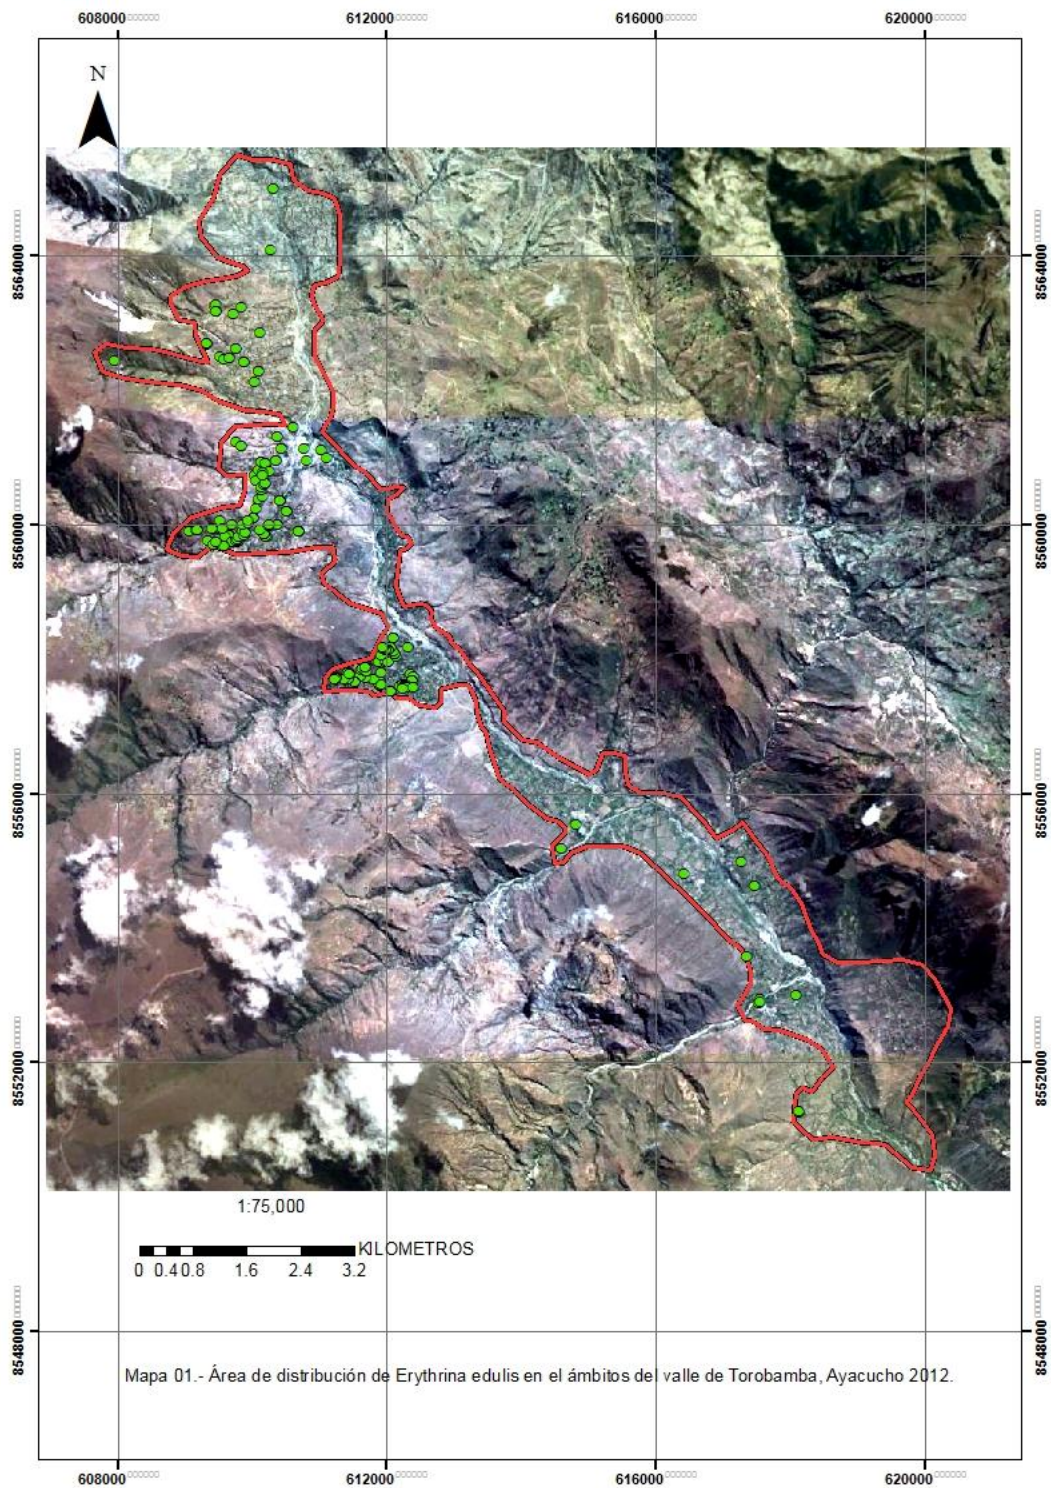 608000 612000 616000 620000
N
8564000 8564000
8560000 8560000
8556000 8556000
8552000 8552000
1:75,000
KILOMETROS
0 0.4 0.8 1.6 2.4 3.2
8548000 8548000
Mapa 01.- Área de distribución de Erythrina edulis en el ámbitos del valle de Torobamba, Ayacucho 2012.
608000 612000 616000 620000